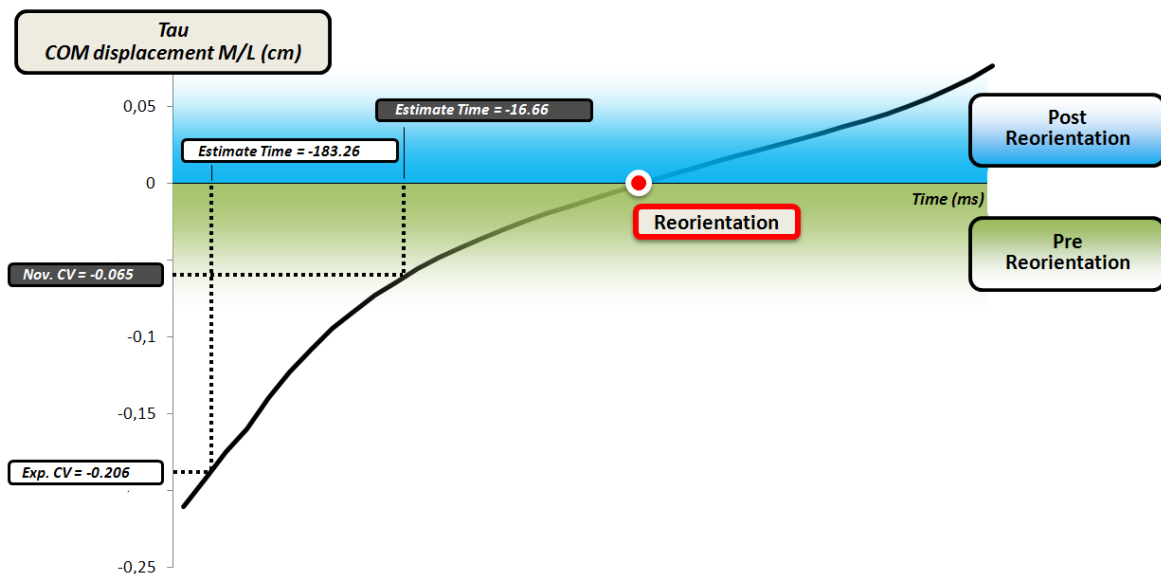 Tau
COM displacement M/L (cm)
0,05
Estimate Time = -16.66
Post
Reorientation
Estimate Time = -183.26
0
Time (ms)
Reorientation
Pre
Reorientation
Nov. CV = -0.065
-0,1
-0,15
Exp. CV = -0.206
-0,25